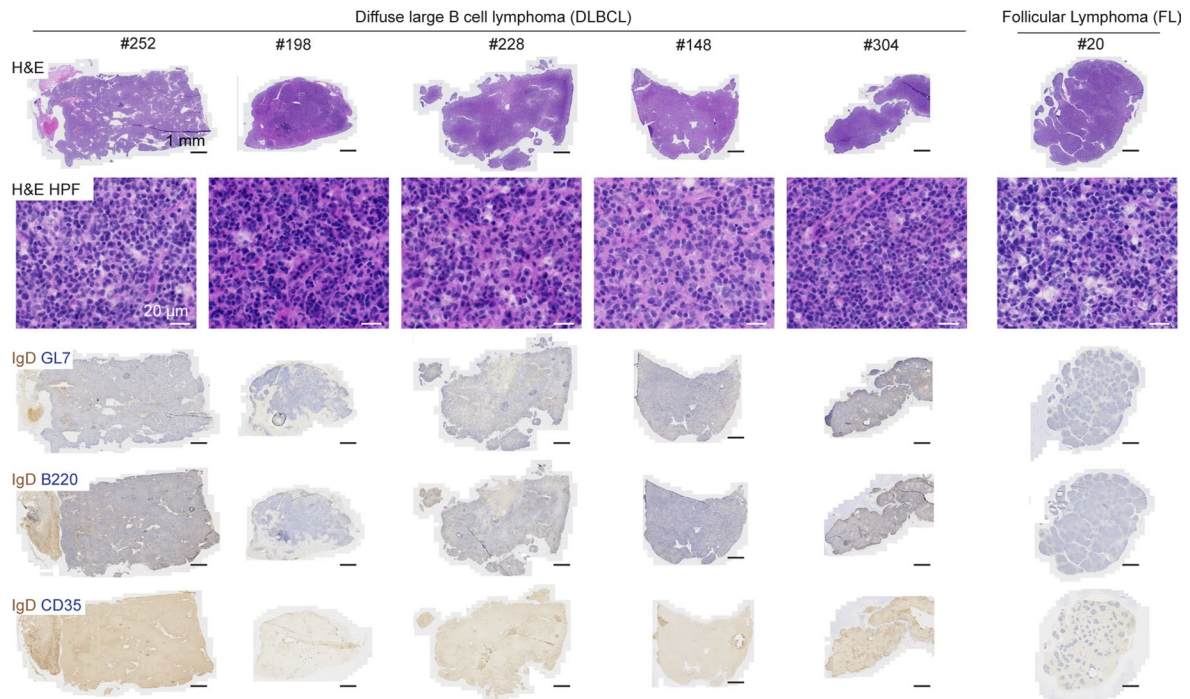 Diffuse large B cell lymphoma (DLBCL)
Follicular Lymphoma (FL)
#252
#198
#228
#148
#304
#20
H&E
1 mm
H&E HPF
20 µm
IgD GL7
IgD B220
IgD CD35